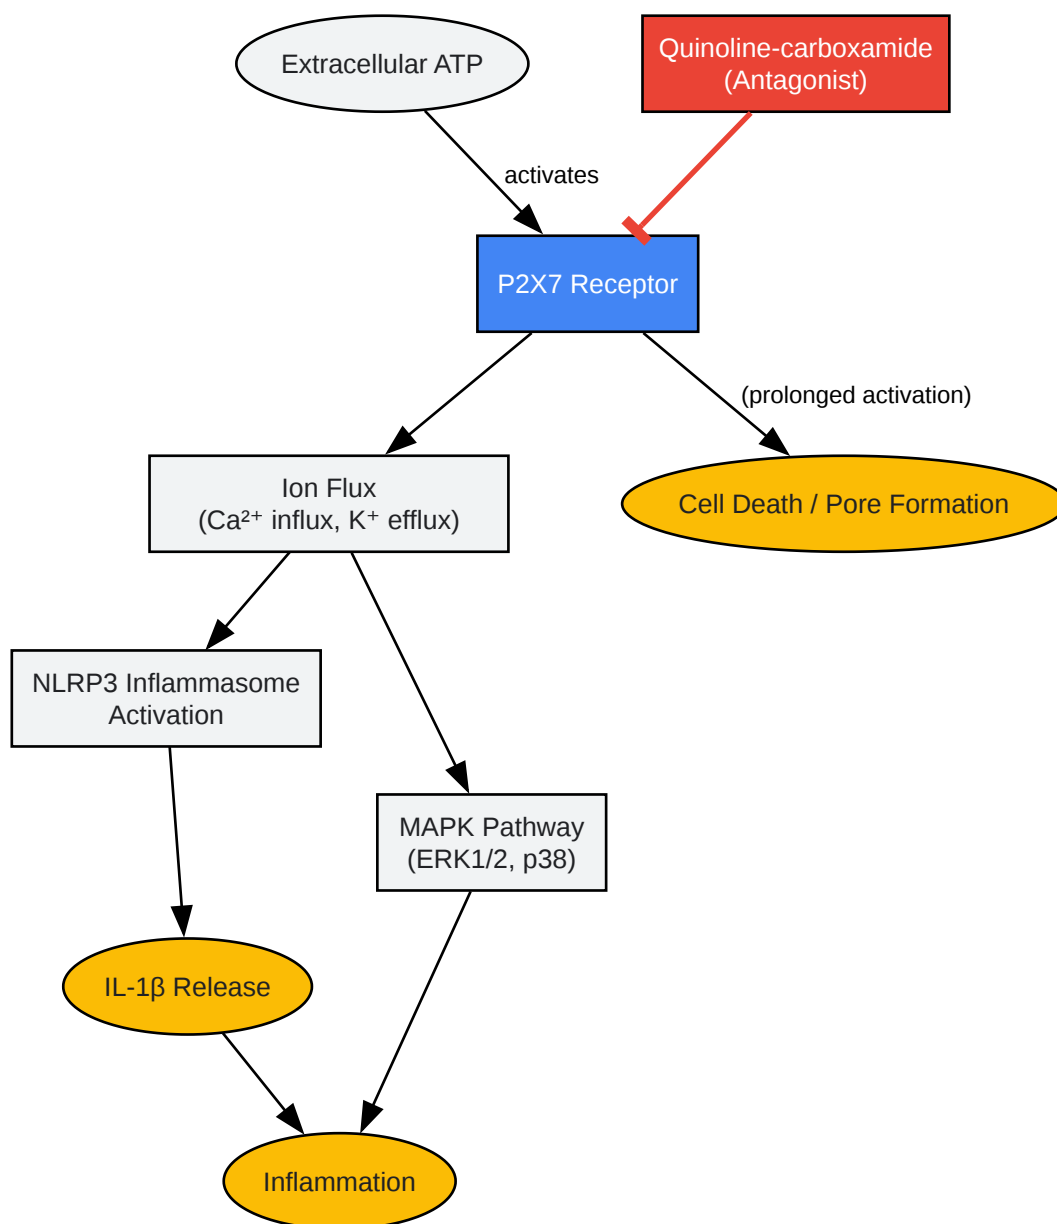 Extracellular ATP
Quinoline-carboxamide
(Antagonist)
activates
P2X7 Receptor
(prolonged activation)
Ion Flux
(Ca²⁺ influx, K⁺ efflux)
Cell Death / Pore Formation
NLRP3 Inflammasome
Activation
MAPK Pathway
(ERK1/2, p38)
IL-1β Release
Inflammation